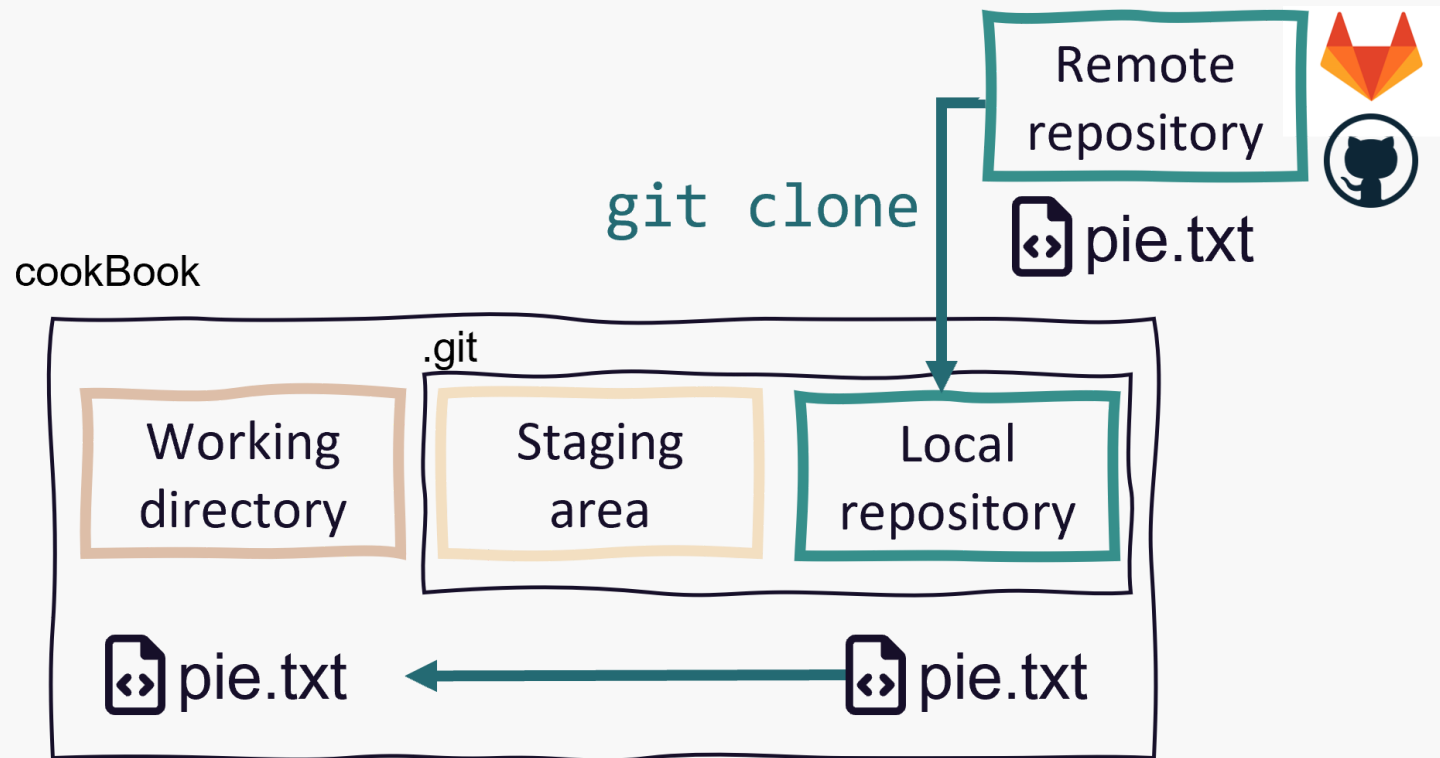 Remote
repository
git clone
pie.txt
cookBook
.git
Working
directory
Staging
area
Local
repository
pie.txt
pie.txt